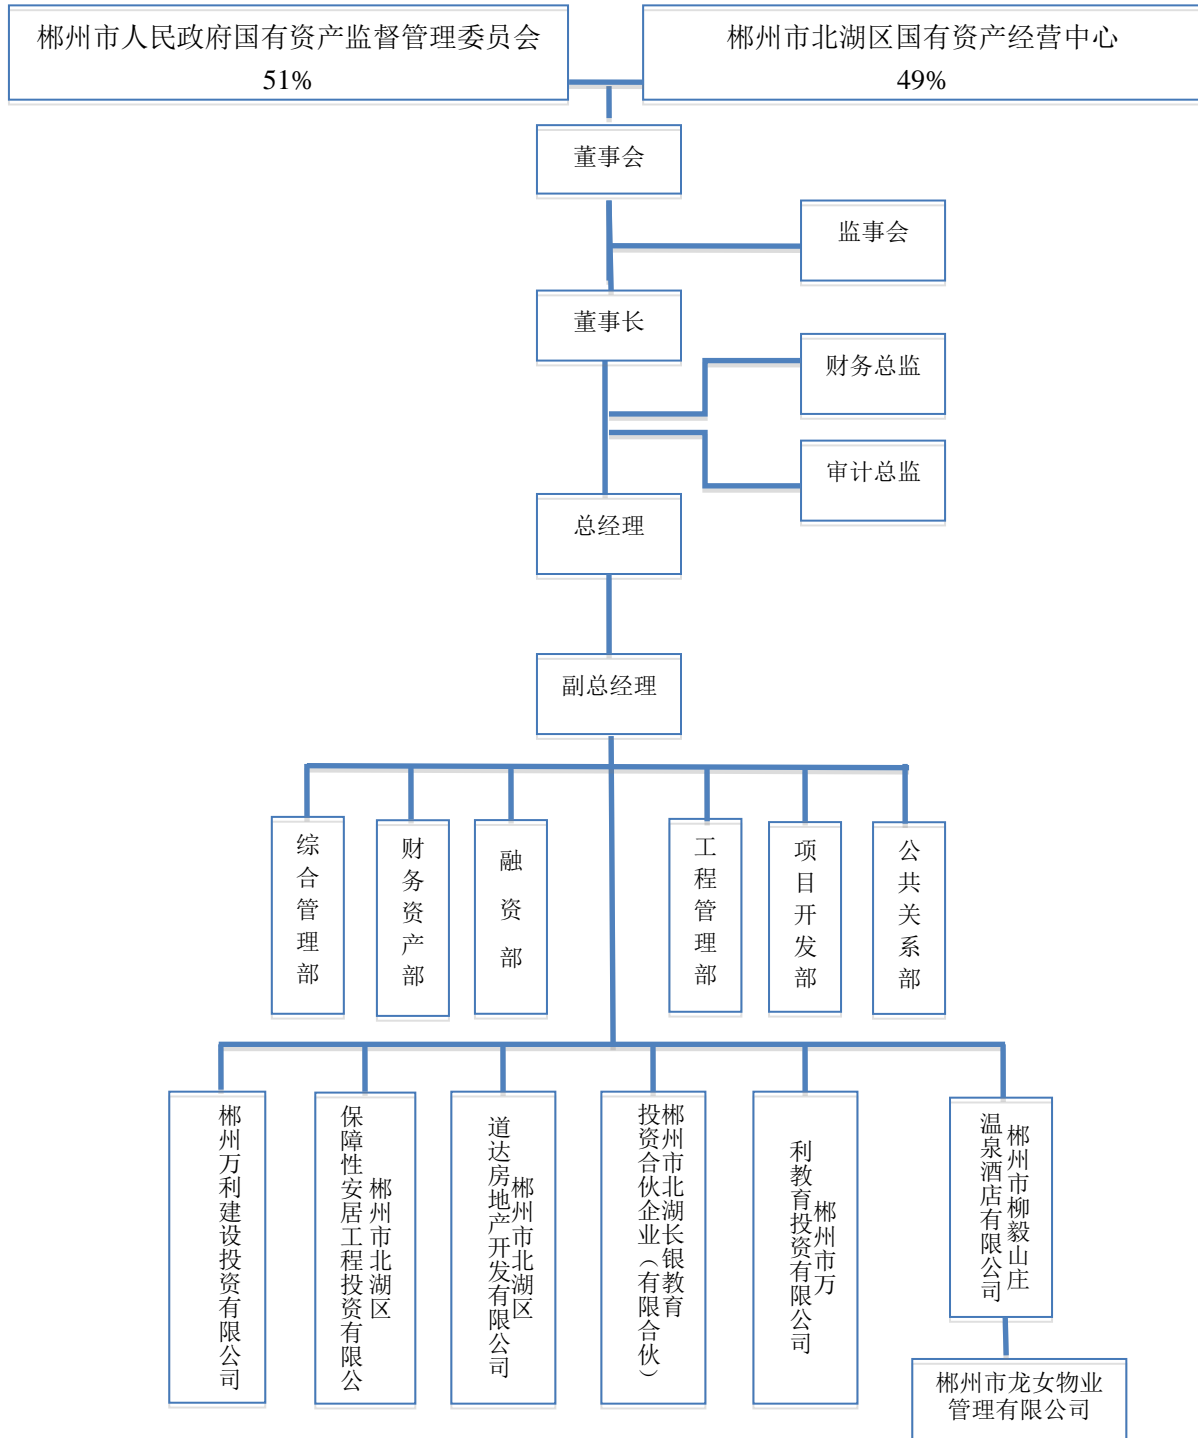 郴州市人民政府国有资产监督管理委员会
51%
郴州市北湖区国有资产经营中心
49%
董事会
监事会
董事长
财务总监
审计总监
总经理
副总经理
综合管理部
财务资产部
融资部
工程管理部
项目开发部
公共关系部
郴州万利建设投资有限公司
郴州市北湖区
保障性安居工程投资有限公
郴州市北湖区
道达房地产开发有限公司
郴州市北湖长银教育
投资合伙企业（有限合伙）
郴州市万
利教育投资有限公司
郴州市柳毅山庄
温泉酒店有限公司
郴州市龙女物业
管理有限公司